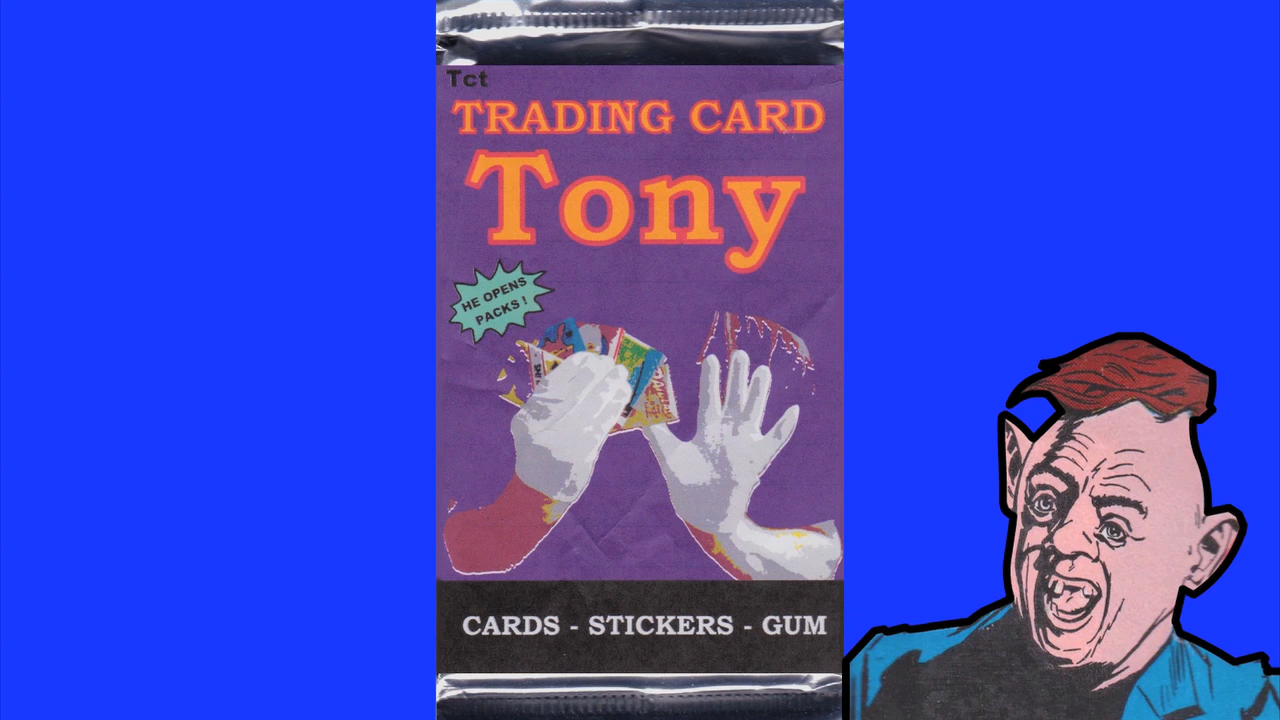 Tct
TRADING CARD
Tony
HE OPENS
PACKS !
CARDS - STICKERS - GUM